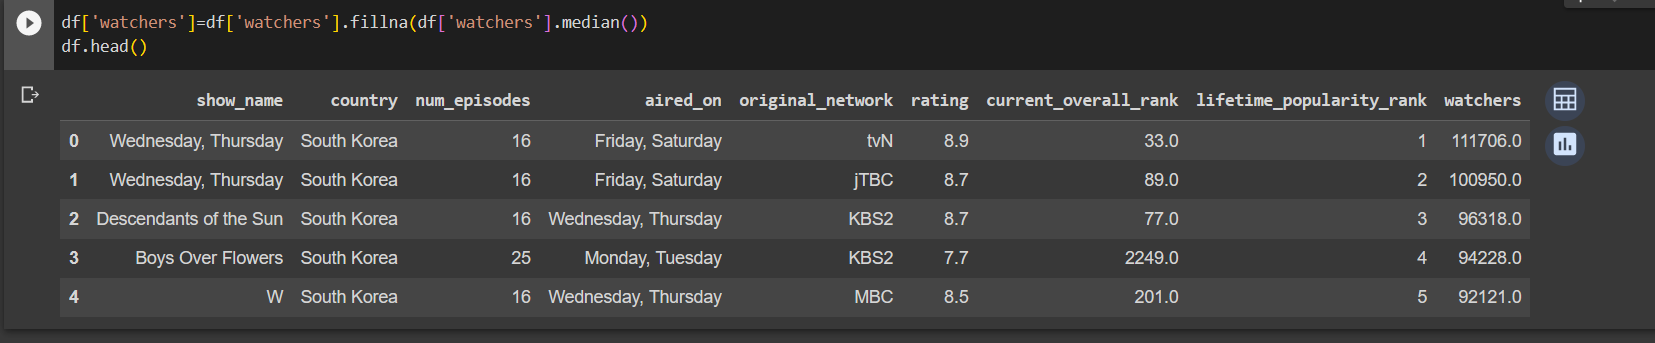 df['watchers']=df['watchers'].fillna(df['watchers'].median())
df.head()
show_name country num_episodes aired_on original_network rating current_overall_rank lifetime_popularity_rank watchers
0 Wednesday, Thursday South Korea 16 Friday, Saturday tvN 8.9 33.0 1 111706.0
1 Wednesday, Thursday South Korea 16 Friday, Saturday jTBC 8.7 89.0 2 100950.0
2 Descendants of the Sun South Korea 16 Wednesday, Thursday KBS2 8.7 77.0 3 96318.0
3 Boys Over Flowers South Korea 25 Monday, Tuesday KBS2 7.7 2249.0 4 94228.0
4 W South Korea 16 Wednesday, Thursday MBC 8.5 201.0 5 92121.0